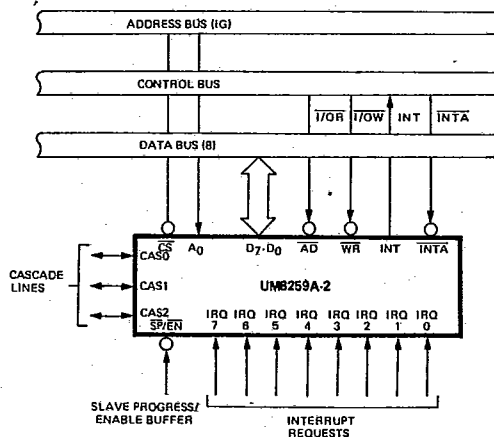 ADDRESS BUS (IG)
CONTROL BUS
I/OR I/OW INT INTA
DATA BUS (8)
CS A0 D7-D0 AD WR INT INTA
CASCADE LINES
CAS0
CAS1
CAS2
UM8259A-2
SP/EN
IRQ 7 IRQ 6 IRQ 5 IRQ 4 IRQ 3 IRQ 2 IRQ 1 IRQ 0
SLAVE PROGRESS/
ENABLE BUFFER
INTERRUPT
REQUESTS